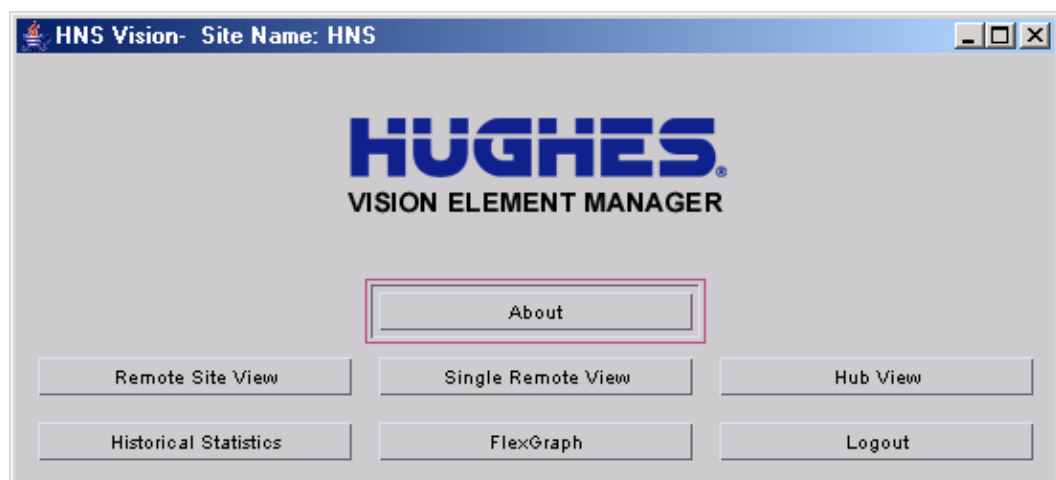 HNS Vision- Site Name: HNS
HUGHES®
VISION ELEMENT MANAGER
About
Remote Site View Single Remote View Hub View
Historical Statistics FlexGraph Logout